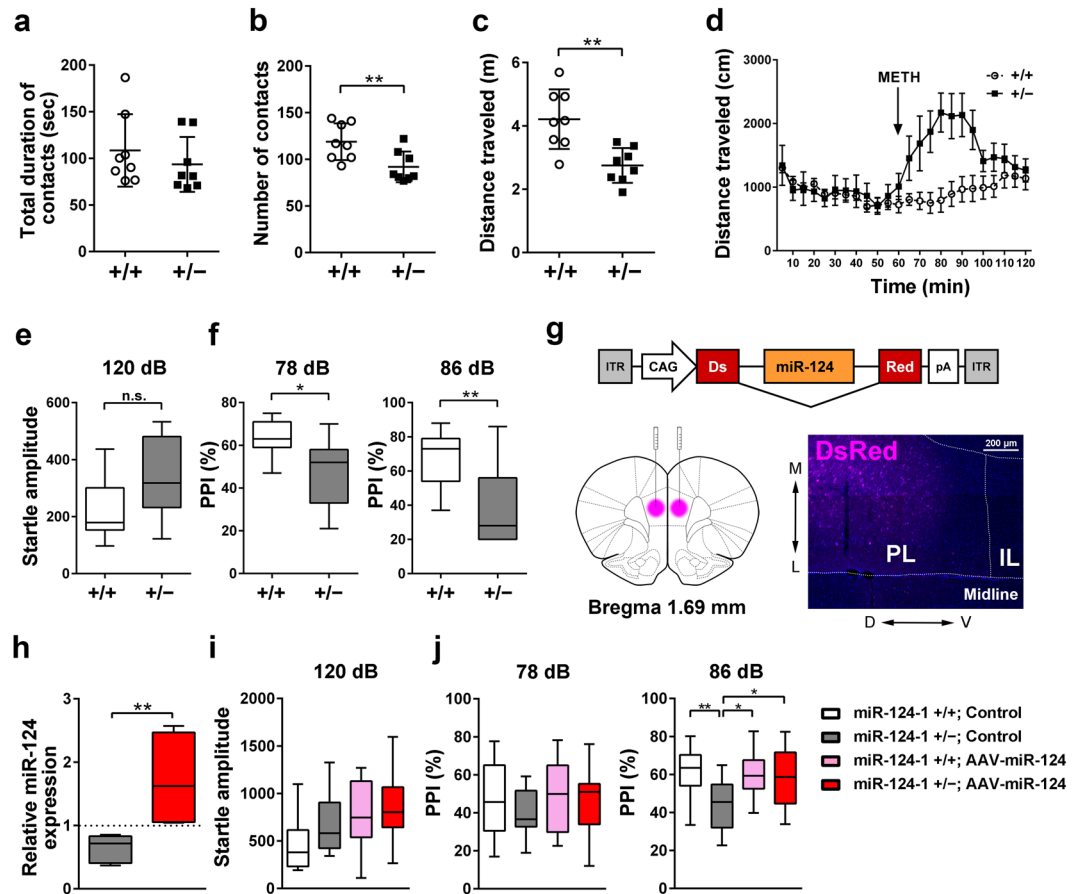 a
Total duration of
contacts (sec)
200
150
100
50
0
+/+
+/−
b
Number of contacts
200
150
100
50
0
**
+/+
+/−
c
Distance traveled (m)
6
4
2
0
**
+/+
+/−
d
Distance traveled (cm)
3000
2000
1000
0
METH
+/+
+/−
10 20 30 40 50 60 70 80 90 100 110 120
Time (min)
e
120 dB
Startle amplitude
600
400
200
0
n.s.
+/+
+/−
f
78 dB
PPI (%)
80
60
40
20
0
*
+/+
+/−
86 dB
PPI (%)
100
80
60
40
20
0
**
+/+
+/−
g
ITR CAG Ds miR-124 Red pA ITR
Bregma 1.69 mm
DsRed
200 μm
M
L
PL
IL
Midline
D
V
h
Relative miR-124
expression
3
2
1
0
**
i
120 dB
Startle amplitude
2000
1500
1000
500
0
j
78 dB
PPI (%)
100
80
60
40
20
0
86 dB
PPI (%)
100
80
60
40
20
0
*
** *
miR-124-1 +/+; Control
miR-124-1 +/−; Control
miR-124-1 +/+; AAV-miR-124
miR-124-1 +/−; AAV-miR-124